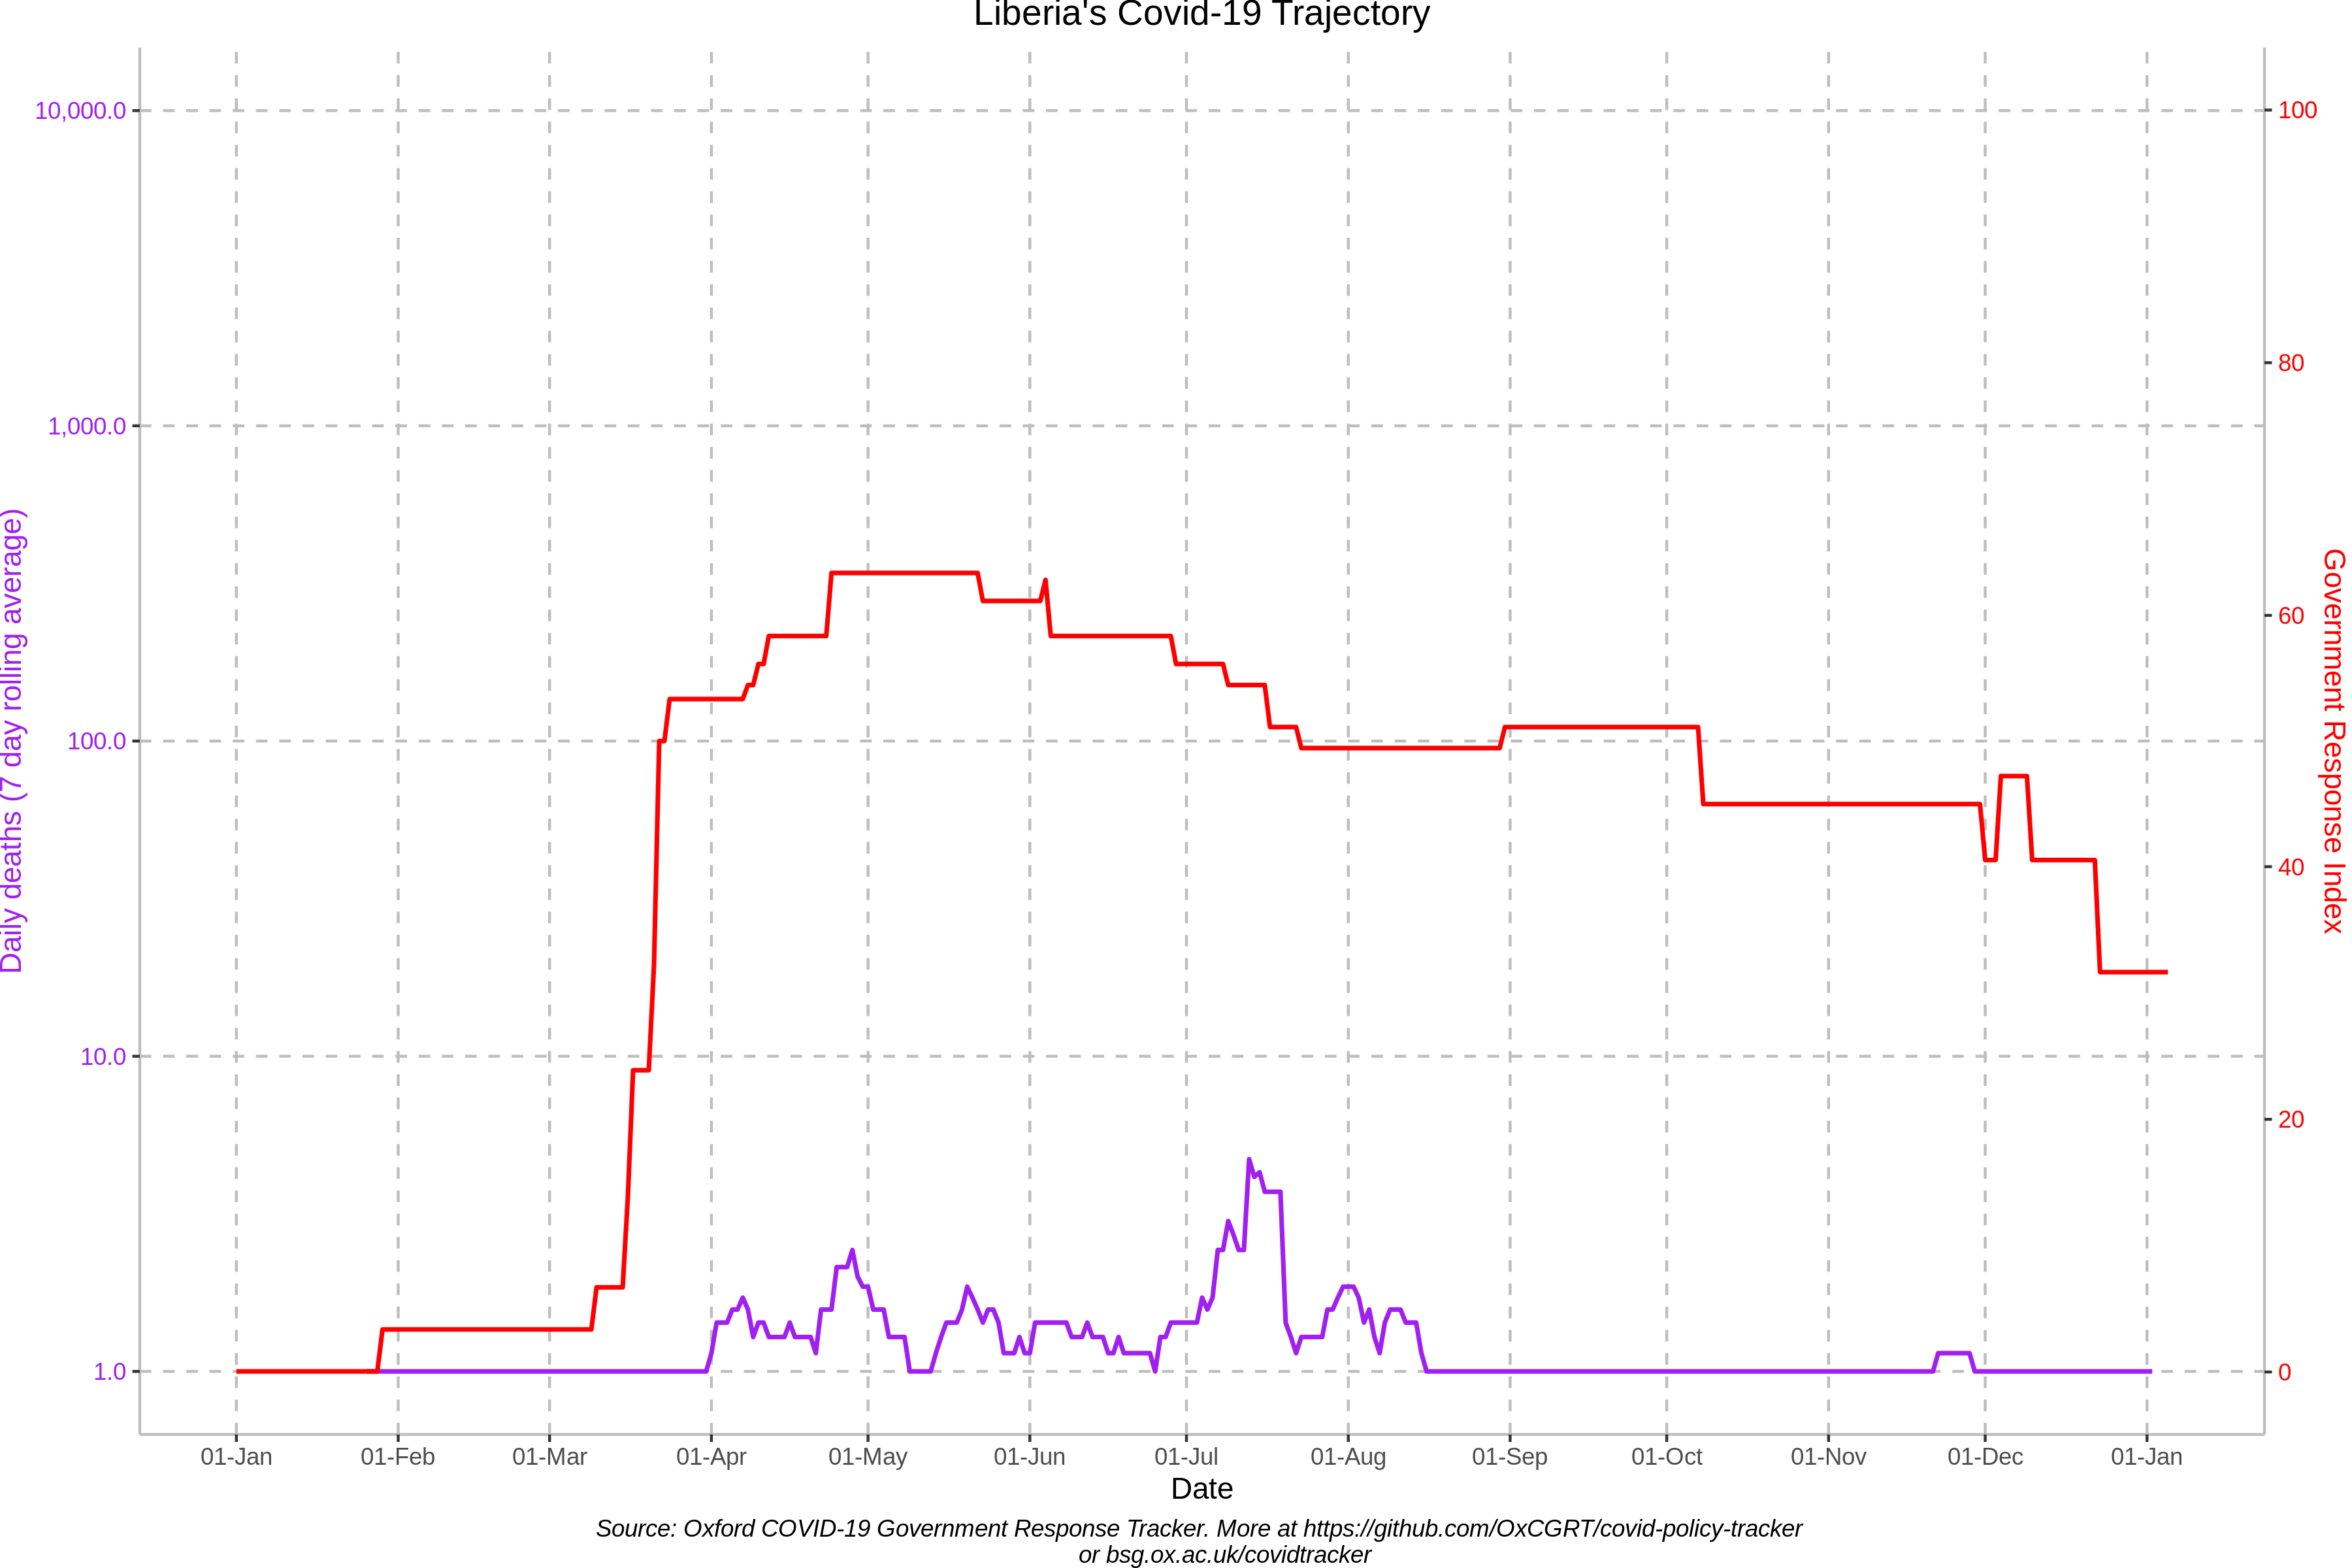 Liberia's Covid-19 Trajectory
10,000.0
1,000.0
100.0
10.0
1.0
Daily deaths (7 day rolling average)
100
80
60
40
20
0
Government Response Index
01-Jan
01-Feb
01-Mar
01-Apr
01-May
01-Jun
01-Jul
01-Aug
01-Sep
01-Oct
01-Nov
01-Dec
01-Jan
Date
Source: Oxford COVID-19 Government Response Tracker. More at https://github.com/OxCGRT/covid-policy-tracker
or bsg.ox.ac.uk/covidtracker